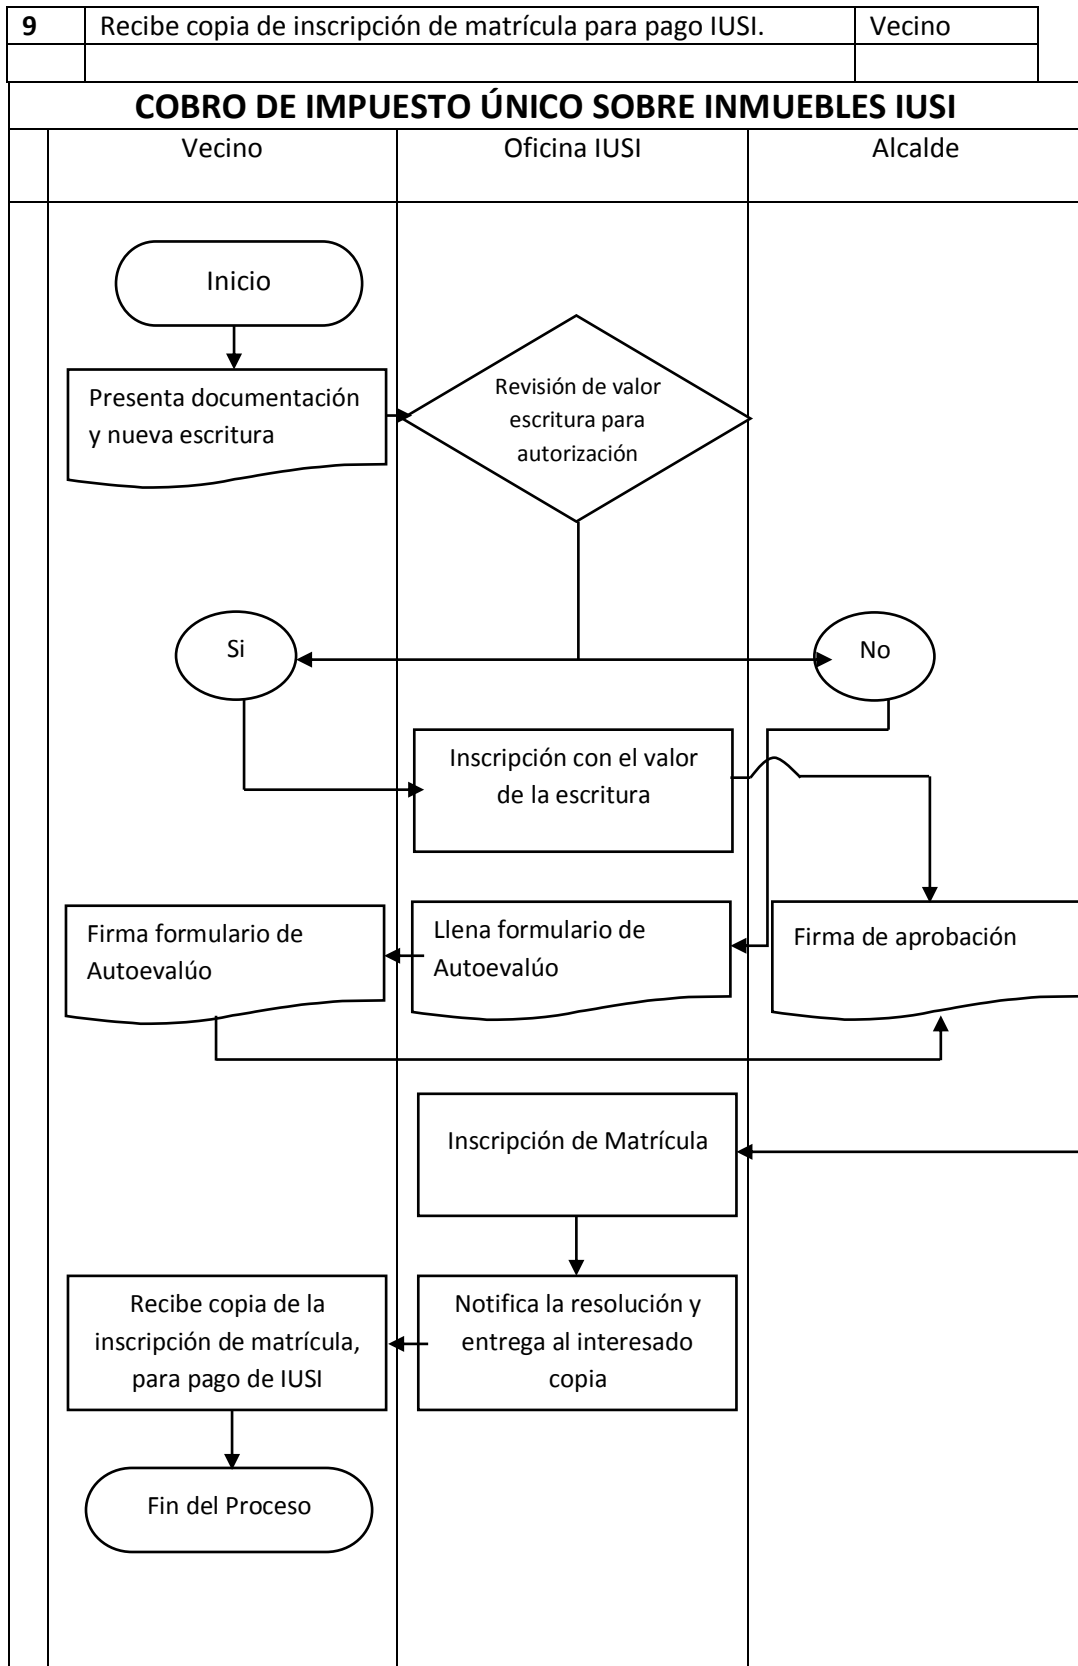 9 Recibe copia de inscripción de matrícula para pago IUSI. Vecino
COBRO DE IMPUESTO ÚNICO SOBRE INMUEBLES IUSI
Vecino Oficina IUSI Alcalde
Inicio
Presenta documentación
y nueva escritura
Revisión de valor
escritura para
autorización
Si
No
Inscripción con el valor
de la escritura
Firma formulario de
Autoevalúo
Llena formulario de
Autoevalúo
Firma de aprobación
Inscripción de Matrícula
Recibe copia de la
inscripción de matrícula,
para pago de IUSI
Notifica la resolución y
entrega al interesado
copia
Fin del Proceso